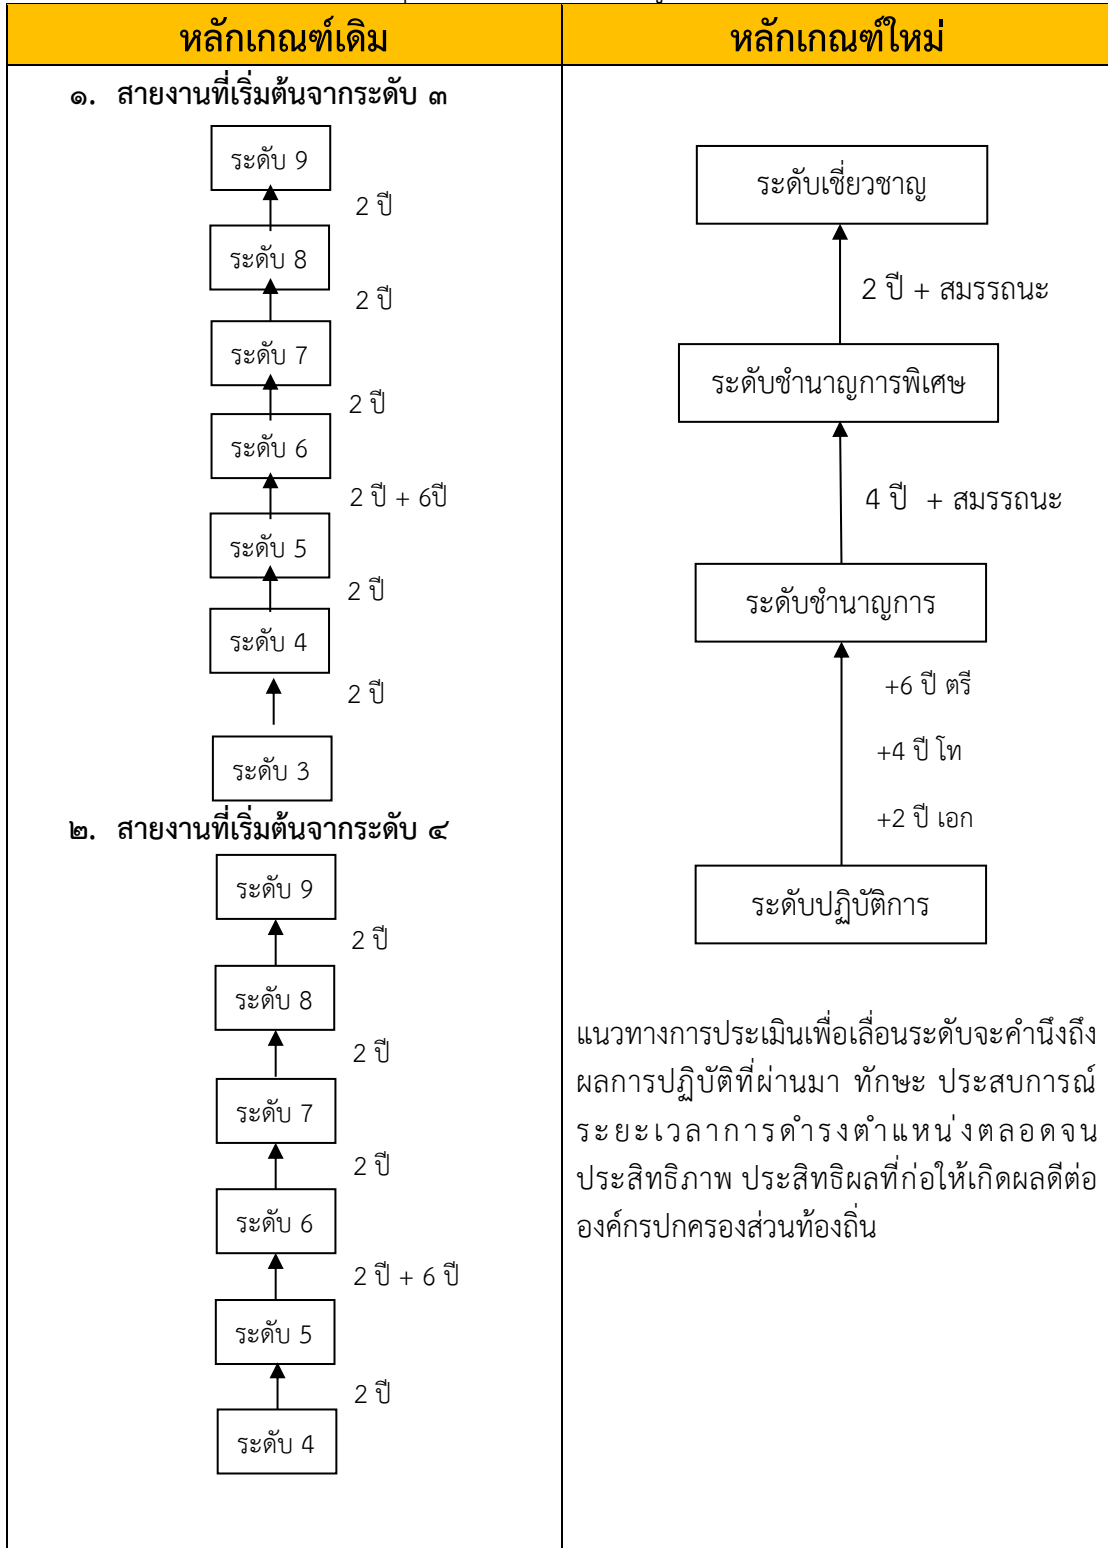 หลักเกณฑ์เดิม
หลักเกณฑ์ใหม่
๑. สายงานที่เริ่มต้นจากระดับ ๓
ระดับ 9
2 ปี
ระดับ 8
2 ปี
ระดับ 7
2 ปี
ระดับ 6
2 ปี + 6ปี
ระดับ 5
2 ปี
ระดับ 4
2 ปี
ระดับ 3
๒. สายงานที่เริ่มต้นจากระดับ ๔
ระดับ 9
2 ปี
ระดับ 8
2 ปี
ระดับ 7
2 ปี
ระดับ 6
2 ปี + 6 ปี
ระดับ 5
2 ปี
ระดับ 4
ระดับเชี่ยวชาญ
2 ปี + สมรรถนะ
ระดับชำนาญการพิเศษ
4 ปี + สมรรถนะ
ระดับชำนาญการ
+6 ปี ตรี
+4 ปี โท
+2 ปี เอก
ระดับปฏิบัติการ
แนวทางการประเมินเพื่อเลื่อนระดับจะคำนึงถึง
ผลการปฏิบัติที่ผ่านมา ทักษะ ประสบการณ์
ระยะเวลาการดำรงตำแหน่งตลอดจน
ประสิทธิภาพ ประสิทธิผลที่ก่อให้เกิดผลดีต่อ
องค์กรปกครองส่วนท้องถิ่น